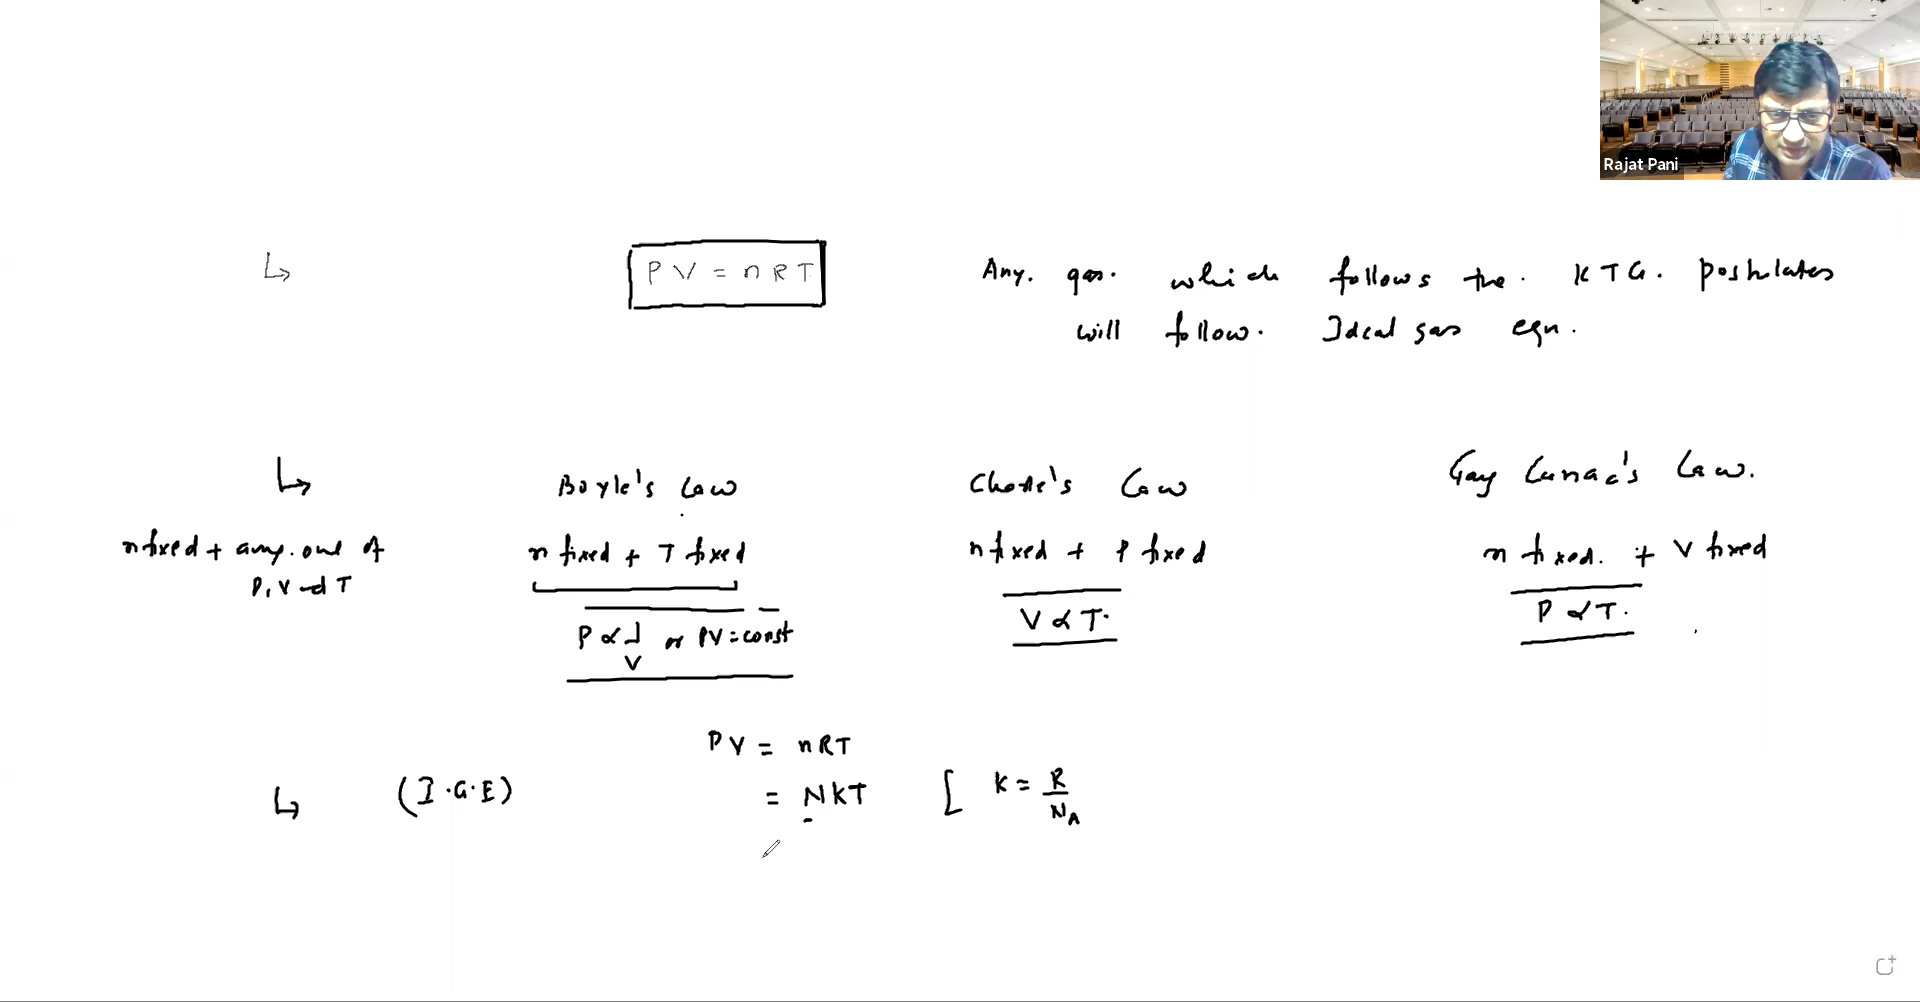 Rajat Pani
↳ PV = nRT Any. gas. which follows the. KTG. postulates
will follow. Ideal gas eqn.
↳ Boyle's Law Charle's Law Gay Lussac's Law.
n fixed + any. one of n fixed + T fixed n fixed + P fixed n fixed. + V fixed
P, V and T
P ∝ 1/V or PV = const V ∝ T. P ∝ T.
PV = nRT
↳ (I.G.E) = NKT [ K = R/N_A